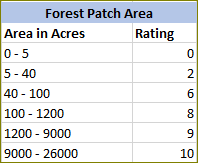 Forest Patch Area
Area in Acres Rating
0 - 5 0
5 - 40 2
40 - 100 6
100 - 1200 8
1200 - 9000 9
9000 - 26000 10